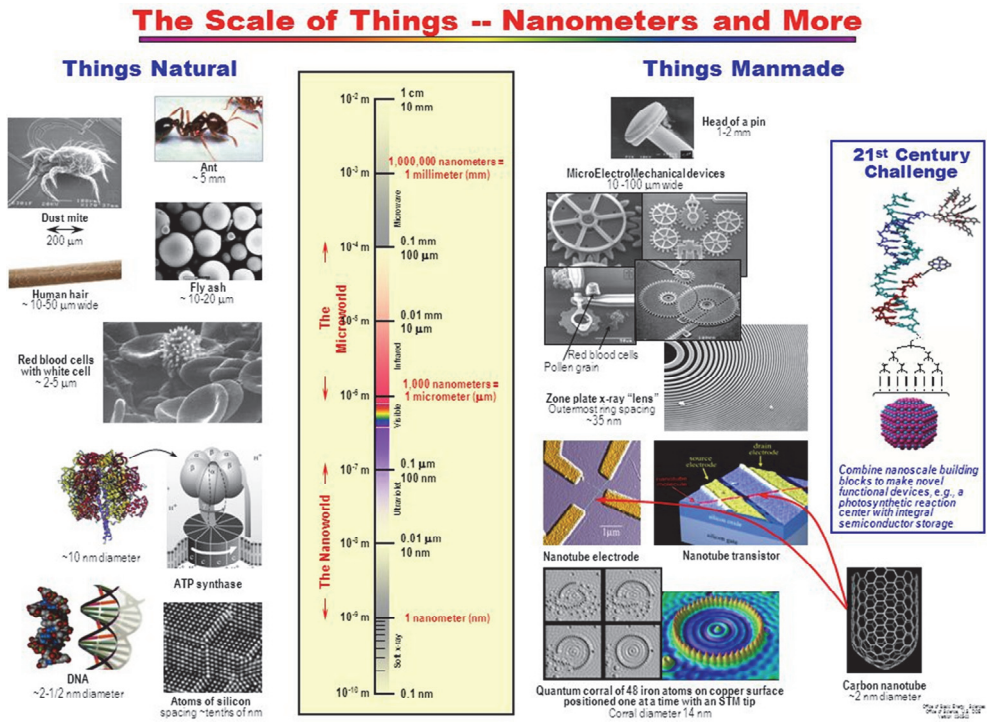 The Scale of Things -- Nanometers and More
Things Natural
Ant
~ 5 mm
Dust mite
200 μm
Fly ash
~ 10-20 μm
Human hair
~ 10-50 μm wide
Red blood cells
with white cell
~ 2-5 μm
~10 nm diameter
ATP synthase
DNA
~2-1/2 nm diameter
Atoms of silicon
spacing ~tenths of nm
10⁻² m
1 cm
10 mm
1,000,000 nanometers =
1 millimeter (mm)
10⁻³ m
Microwave
10⁻⁴ m
0.1 mm
100 μm
The
Microworld
10⁻⁵ m
0.01 mm
10 μm
Infrared
1,000 nanometers =
1 micrometer (μm)
10⁻⁶ m
Visible
10⁻⁷ m
0.1 μm
100 nm
Ultraviolet
The Nanoworld
10⁻⁸ m
0.01 μm
10 nm
10⁻⁹ m
1 nanometer (nm)
Soft x-ray
10⁻¹⁰ m
0.1 nm
Things Manmade
Head of a pin
1-2 mm
MicroElectroMechanical devices
10 -100 μm wide
Red blood cells
Pollen grain
Zone plate x-ray “lens”
Outermost ring spacing
~35 nm
1μm
Nanotube electrode
source
electrode
drain
electrode
silicon oxide
silicon gate
Nanotube transistor
Quantum corral of 48 iron atoms on copper surface
positioned one at a time with an STM tip
Corral diameter 14 nm
Carbon nanotube
~2 nm diameter
21st Century
Challenge
Combine nanoscale building
blocks to make novel
functional devices, e.g., a
photosynthetic reaction
center with integral
semiconductor storage